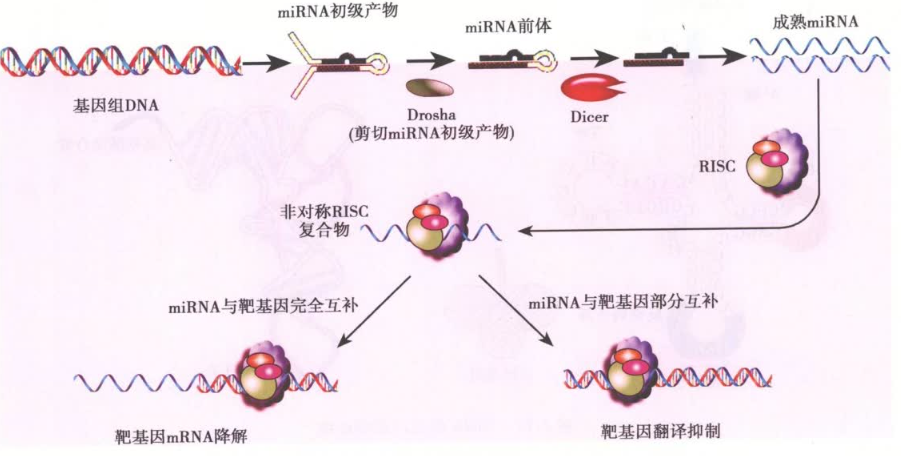 miRNA初级产物
miRNA前体
成熟miRNA
基因组DNA
Drosha
(剪切miRNA初级产物)
Dicer
RISC
非对称RISC
复合物
miRNA与靶基因完全互补
miRNA与靶基因部分互补
靶基因mRNA降解
靶基因翻译抑制